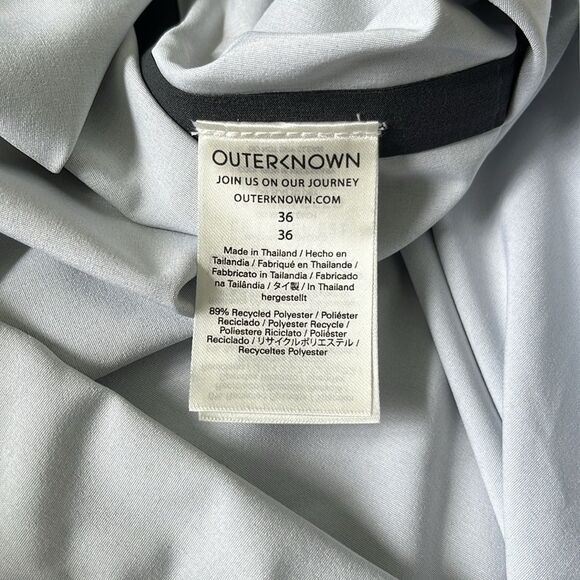 OUTERKNOWN
JOIN US ON OUR JOURNEY
OUTERKNOWN.COM
36
36
Made in Thailand / Hecho en
Tailandia / Fabriqué en Thailande /
Fabbricato in Tailandia / Fabricado
na Tailândia / タイ製 / In Thailand
hergestellt
89% Recycled Polyester / Poliéster
Reciclado / Polyester Recycle /
Poliestere Riciclato / Poliéster
Reciclado / リサイクルポリエステル /
Recyceltes Polyester